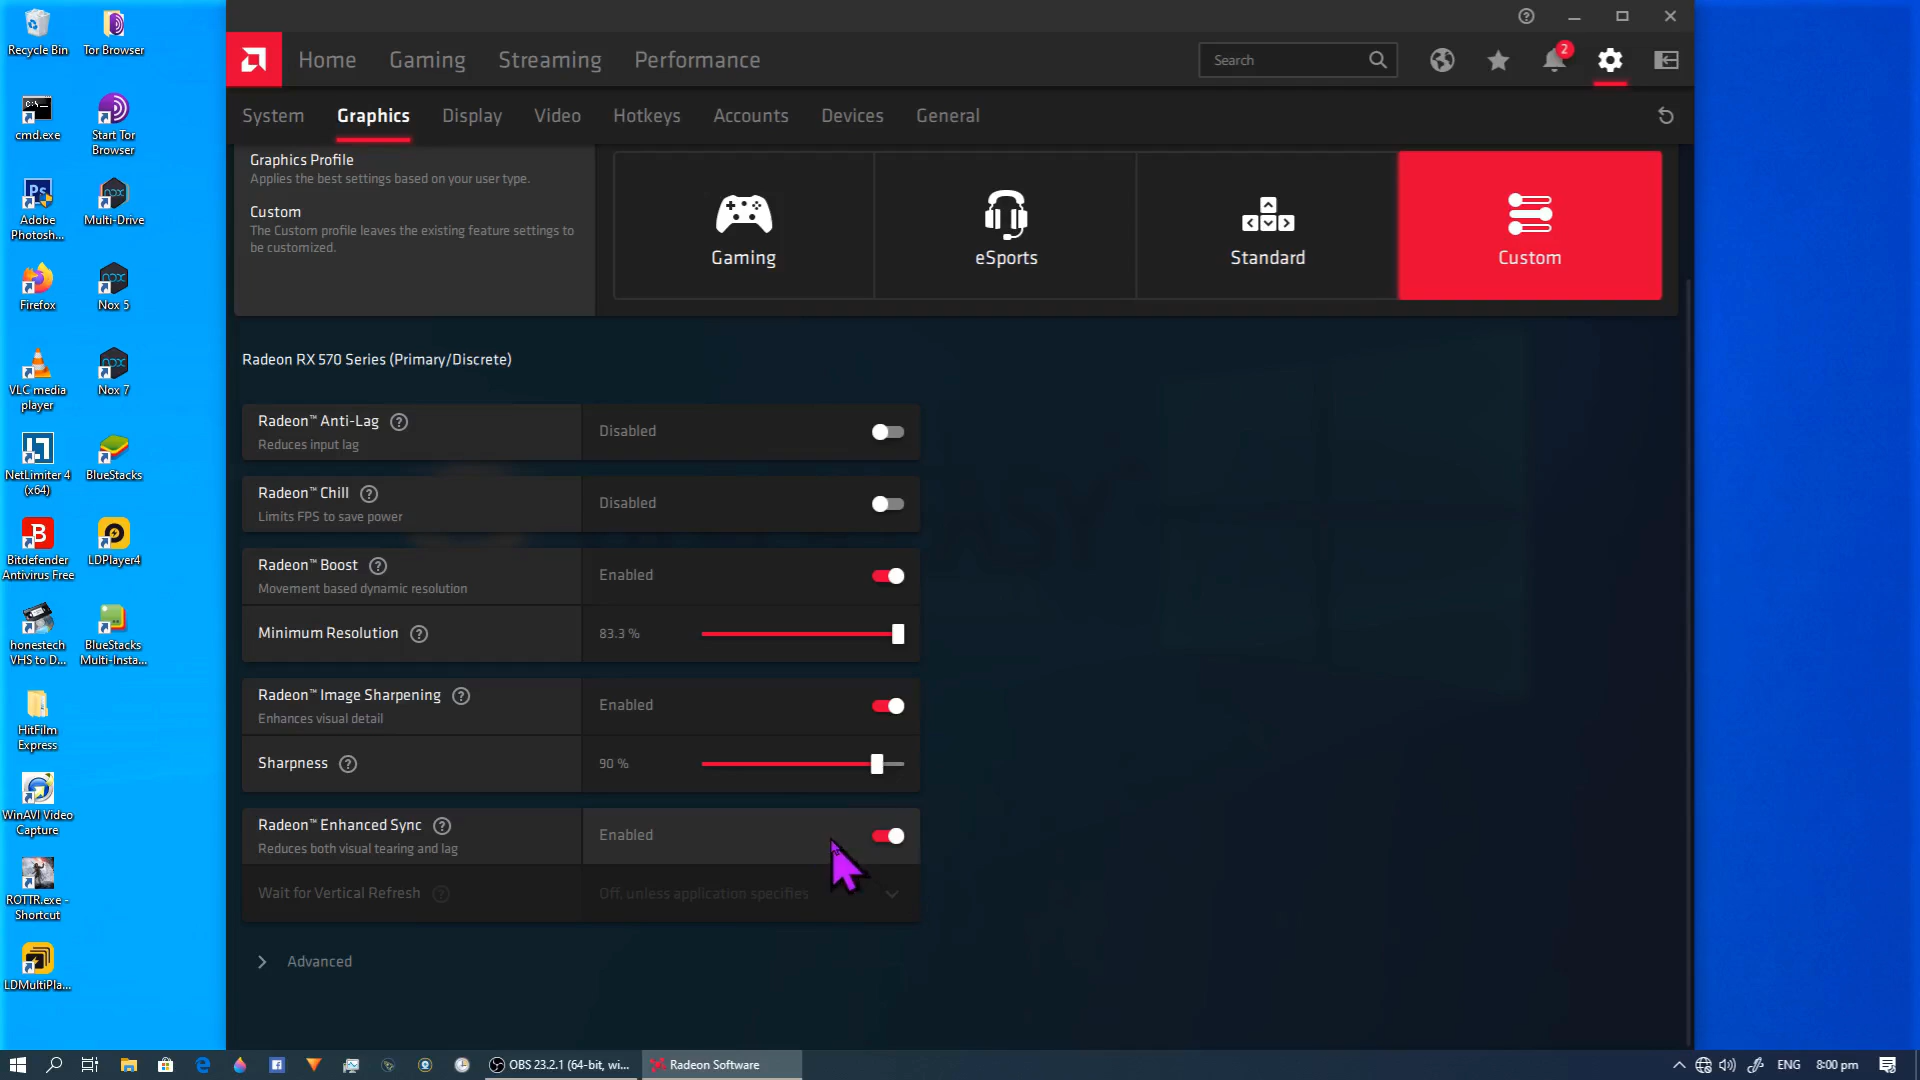 Recycle Bin
Tor Browser
cmd.exe
Start Tor
Browser
Adobe
Photosh...
Multi-Drive
Firefox
Nox 5
VLC media
player
Nox 7
NetLimiter 4
(x64)
BlueStacks
Bitdefender
Antivirus Free
LDPlayer4
honestech
VHS to D...
BlueStacks
Multi-Insta...
HitFilm
Express
WinAVI Video
Capture
ROTTR.exe -
Shortcut
LDMultiPla...
Home
Gaming
Streaming
Performance
Search
2
System
Graphics
Display
Video
Hotkeys
Accounts
Devices
General
Graphics Profile
Applies the best settings based on your user type.
Custom
The Custom profile leaves the existing feature settings to
be customized.
Gaming
eSports
Standard
Custom
Radeon RX 570 Series (Primary/Discrete)
Radeon™ Anti-Lag
Reduces input lag
Disabled
Radeon™ Chill
Limits FPS to save power
Disabled
Radeon™ Boost
Movement based dynamic resolution
Enabled
Minimum Resolution
83.3 %
Radeon™ Image Sharpening
Enhances visual detail
Enabled
Sharpness
90 %
Radeon™ Enhanced Sync
Reduces both visual tearing and lag
Enabled
Wait for Vertical Refresh
Off, unless application specifies
Advanced
OBS 23.2.1 (64-bit, wi...
Radeon Software
ENG
8:00 pm